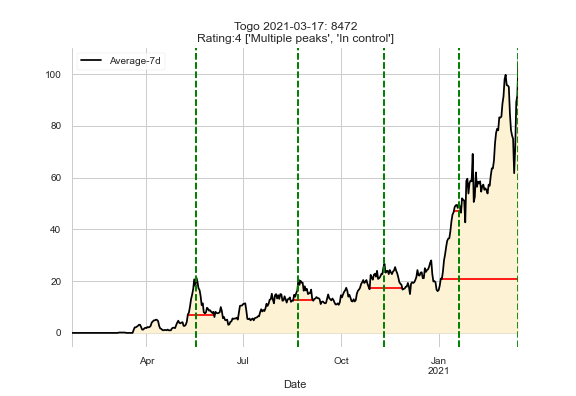 Togo 2021-03-17: 8472
Rating:4 ['Multiple peaks', 'In control']
Average-7d
100
80
60
40
20
0
Apr
Jul
Oct
Jan
2021
Date